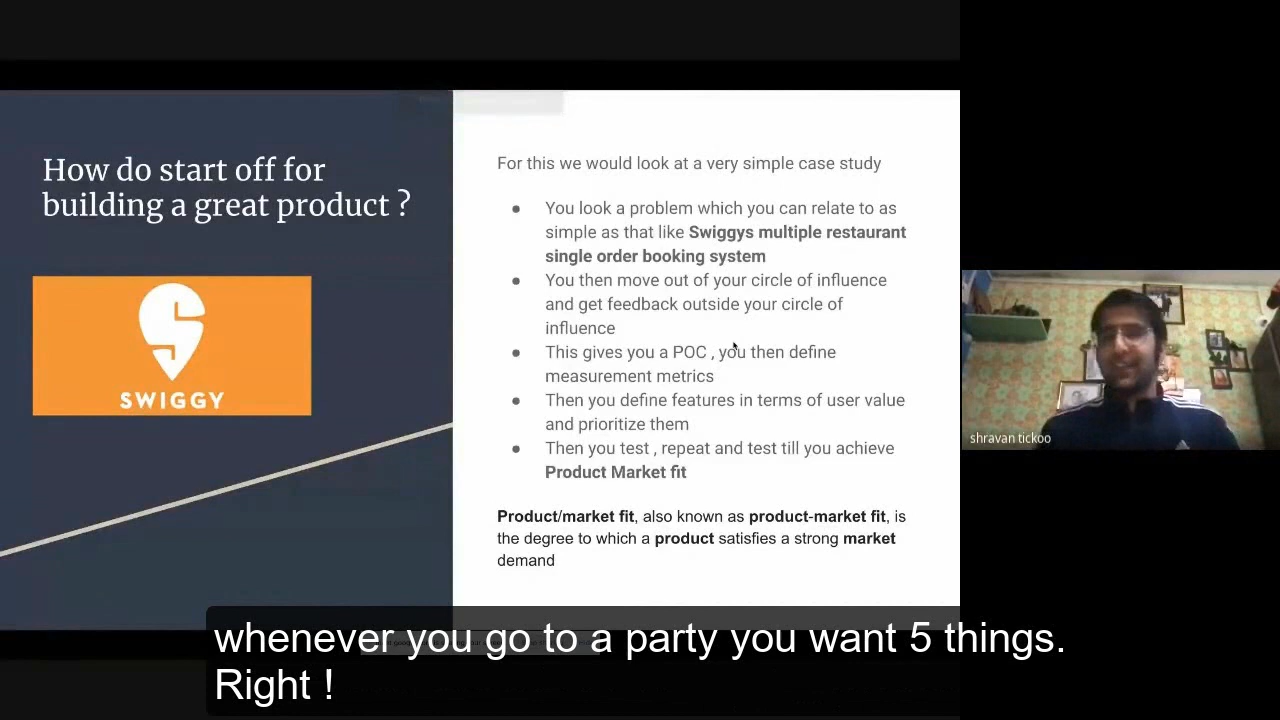 How do start off for
building a great product ?
SWIGGY
For this we would look at a very simple case study
● You look a problem which you can relate to as
simple as that like Swiggys multiple restaurant
single order booking system
● You then move out of your circle of influence
and get feedback outside your circle of
influence
● This gives you a POC , you then define
measurement metrics
● Then you define features in terms of user value
and prioritize them
● Then you test , repeat and test till you achieve
Product Market fit
Product/market fit, also known as product-market fit, is
the degree to which a product satisfies a strong market
demand
shravan tickoo
whenever you go to a party you want 5 things.
Right !